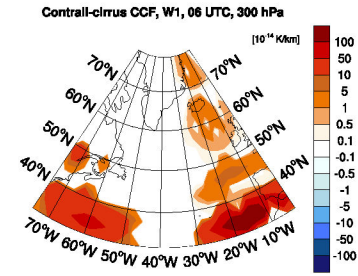 Contrail-cirrus CCF, W1, 06 UTC, 300 hPa
[10⁻¹⁴ K/km]
70°N 70°N
60°N 60°N
50°N 50°N
40°N 40°N
70°W 60°W 50°W 40°W 30°W 20°W 10°W
100
50
10
5
1
0.5
0.1
-0.1
-0.5
-1
-5
-10
-50
-100